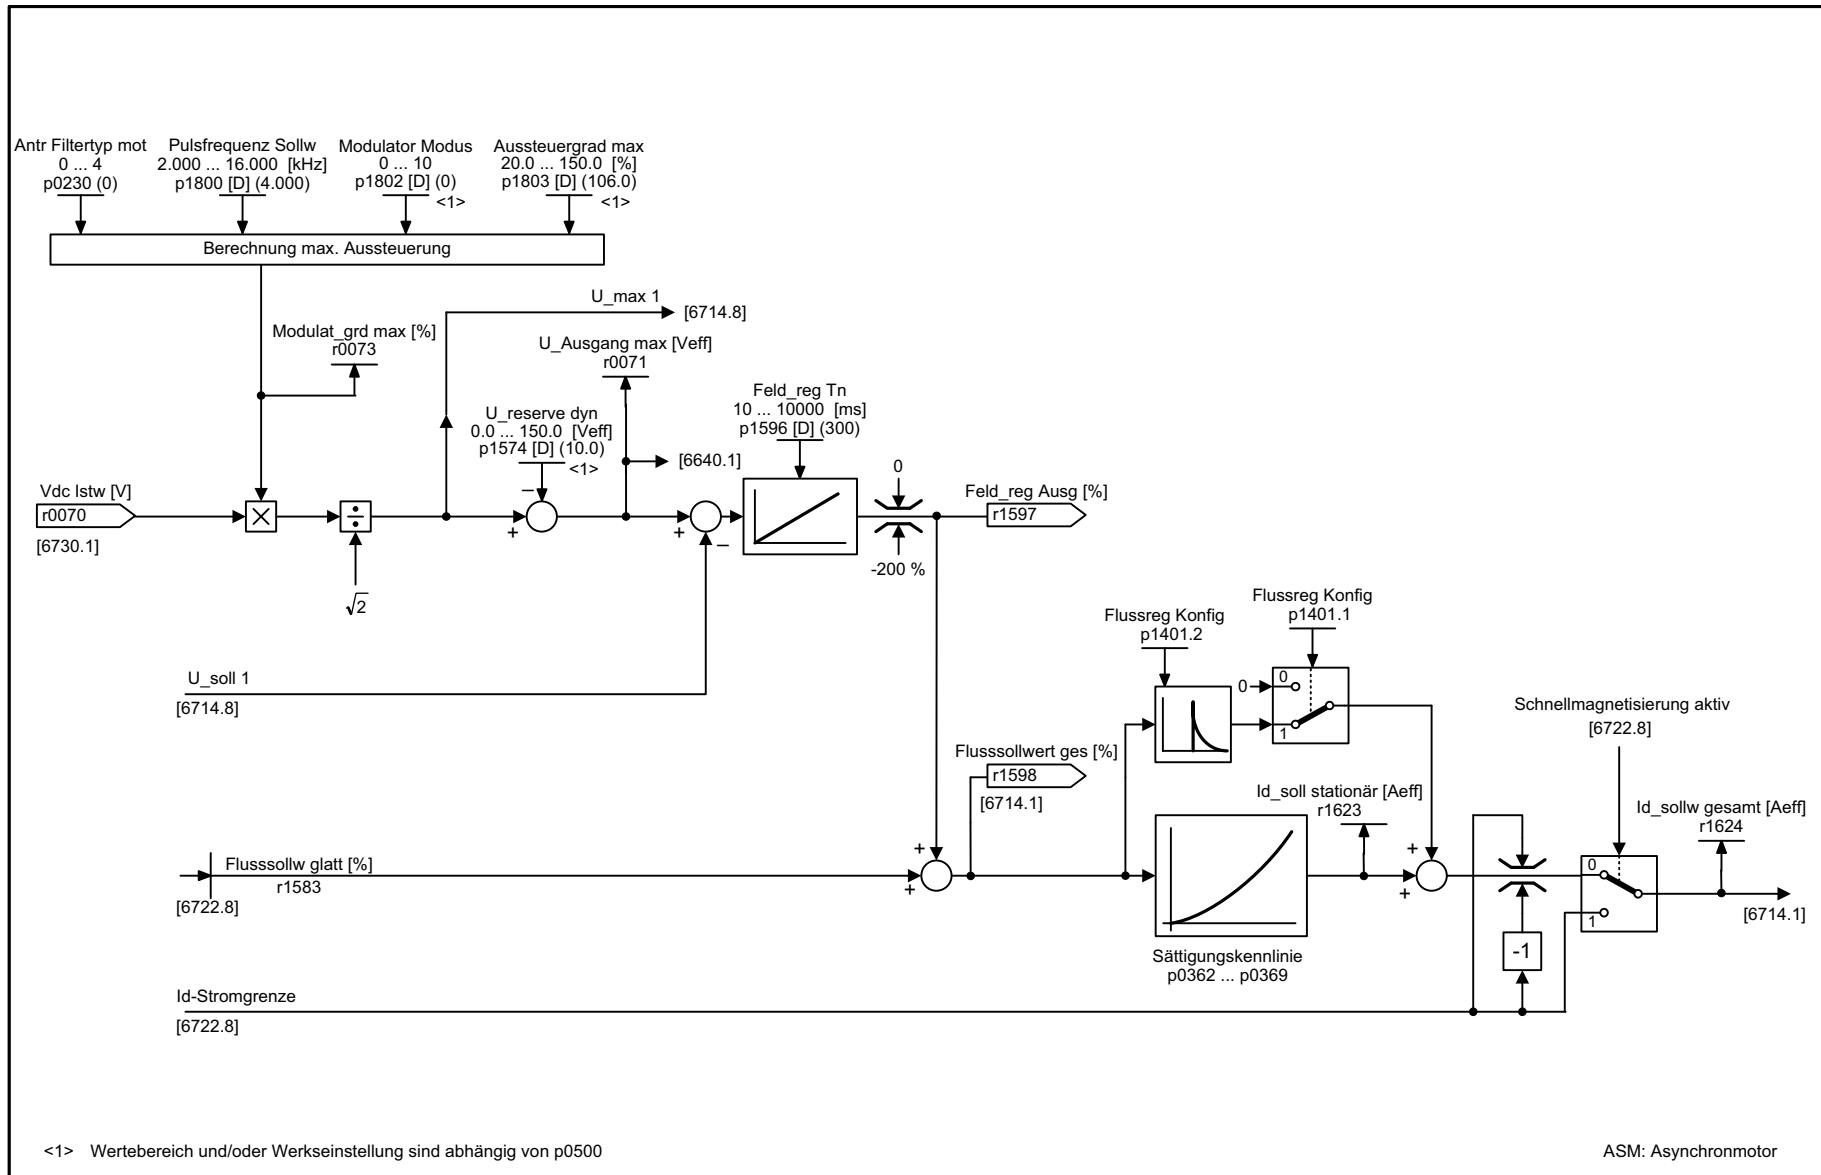 Antr Filtertyp mot
0 ... 4
p0230 (0)
Pulsfrequenz Sollw
2.000 ... 16.000 [kHz]
p1800 [D] (4.000)
Modulator Modus
0 ... 10
p1802 [D] (0)
<1>
Aussteuergrad max
20.0 ... 150.0 [%]
p1803 [D] (106.0)
<1>
Berechnung max. Aussteuerung
U_max 1
[6714.8]
Modulat_grd max [%]
r0073
U_Ausgang max [Veff]
r0071
U_reserve dyn
0.0 ... 150.0 [Veff]
p1574 [D] (10.0)
<1>
[6640.1]
Feld_reg Tn
10 ... 10000 [ms]
p1596 [D] (300)
Vdc Istw [V]
r0070
[6730.1]
×
÷
√2
–
+
+
–
0
-200 %
Feld_reg Ausg [%]
r1597
U_soll 1
[6714.8]
Flussreg Konfig
p1401.2
Flussreg Konfig
p1401.1
0
0
1
Schnellmagnetisierung aktiv
[6722.8]
Flusssollwert ges [%]
r1598
[6714.1]
Id_soll stationär [Aeff]
r1623
Id_sollw gesamt [Aeff]
r1624
Flusssollw glatt [%]
r1583
[6722.8]
+
+
+
+
0
1
[6714.1]
-1
Sättigungskennlinie
p0362 ... p0369
Id-Stromgrenze
[6722.8]
<1> Wertebereich und/oder Werkseinstellung sind abhängig von p0500
ASM: Asynchronmotor